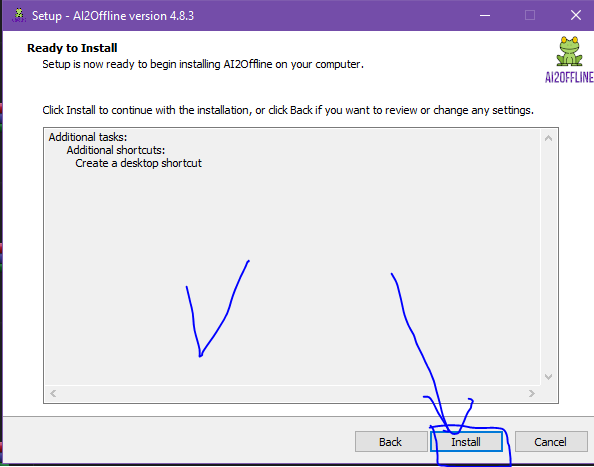 Setup - AI2Offline version 4.8.3
Ready to Install
Setup is now ready to begin installing AI2Offline on your computer.
AI2OFFLINE
Click Install to continue with the installation, or click Back if you want to review or change any settings.
Additional tasks:
Additional shortcuts:
Create a desktop shortcut
Back
Install
Cancel